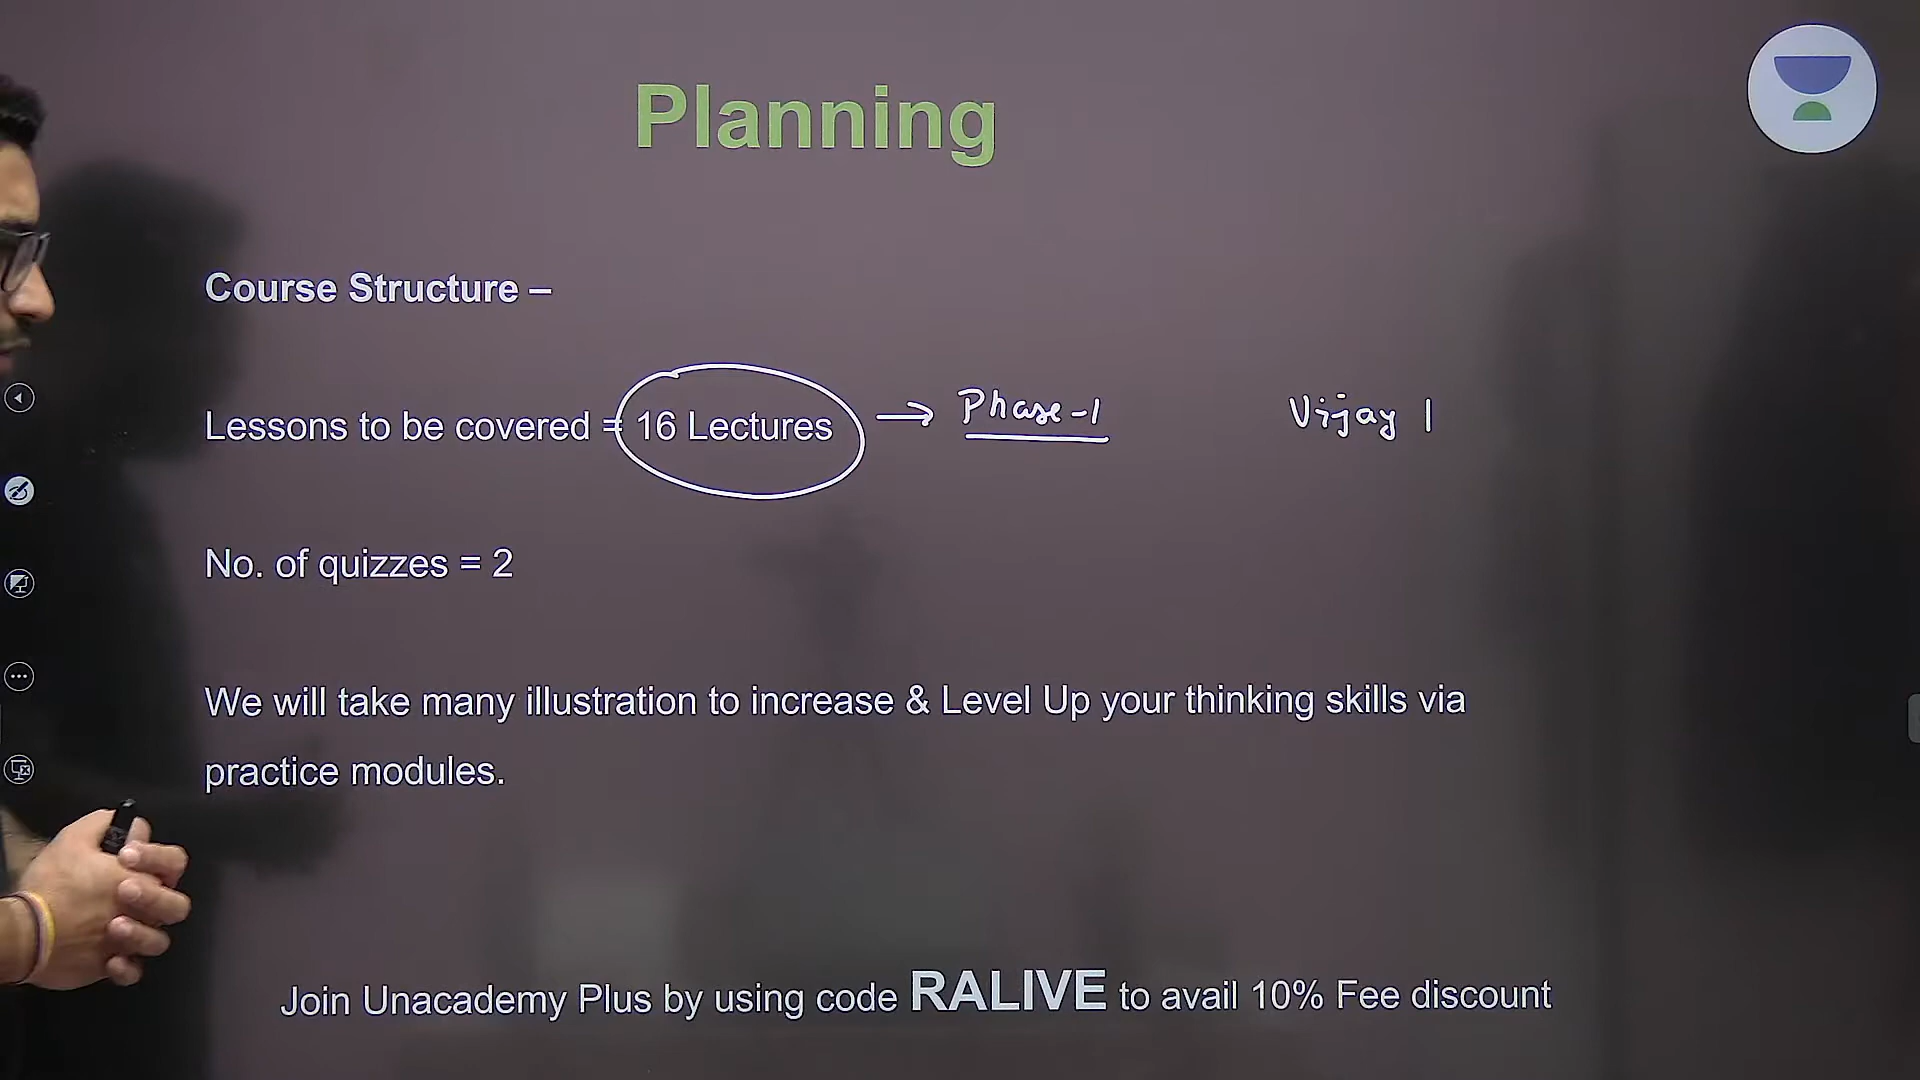 Planning
Course Structure –
Lessons to be covered = 16 Lectures → Phase-1 Vijay 1
No. of quizzes = 2
We will take many illustration to increase & Level Up your thinking skills via
practice modules.
Join Unacademy Plus by using code RALIVE to avail 10% Fee discount